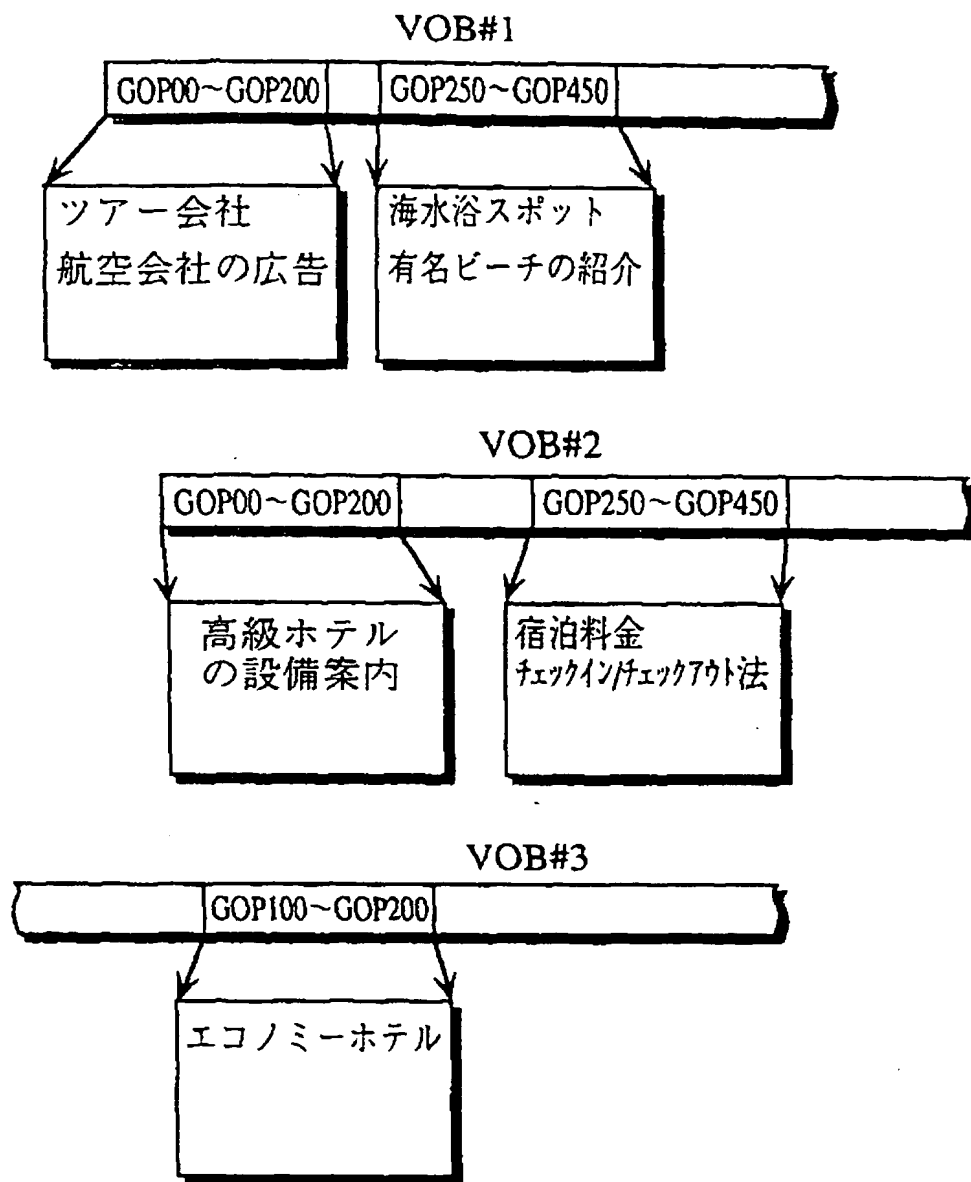 VOB#1
GOP00～GOP200
GOP250～GOP450
ツアー会社
航空会社の広告
海水浴スポット
有名ビーチの紹介
VOB#2
GOP00～GOP200
GOP250～GOP450
高級ホテル
の設備案内
宿泊料金
チェックイン/チェックアウト法
VOB#3
GOP100～GOP200
エコノミーホテル